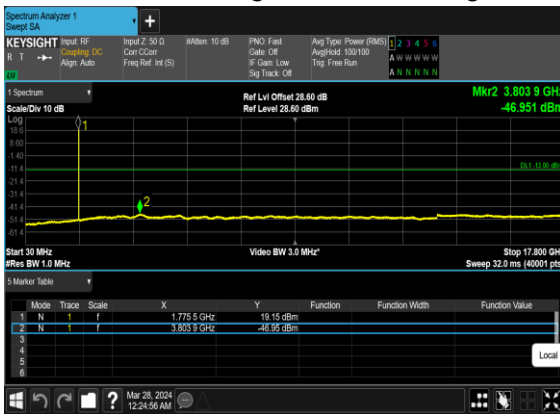 Spectrum Analyzer 1
Swept SA
+
KEYSIGHT Input: RF Input Z: 50 Ω #Atten: 10 dB PNO: Fast Avg Type: Power (RMS) 1 2 3 4 5 6
R T Coupling: DC Corr CCorr Gate: Off Avg|Hold: 100/100 A W W W W W
Align: Auto Freq Ref: Int (S) IF Gain: Low Trig: Free Run
LV Sig Track: Off A N N N N N
1 Spectrum Ref Lvl Offset 28.60 dB Mkr2 3.803 9 GHz
Scale/Div 10 dB Ref Level 28.60 dBm -46.951 dBm
Log
1
18.6
8.60
-1.40
-11.4 DL1 -13.00 dBm
-21.4
-31.4
2
-41.4
-51.4
-61.4
Start 30 MHz Video BW 3.0 MHz* Stop 17.800 GH
#Res BW 1.0 MHz Sweep 32.0 ms (40001 pts
5 Marker Table
Mode Trace Scale X Y Function Function Width Function Value
1 N 1 f 1.775 5 GHz 19.15 dBm
2 N 1 f 3.803 9 GHz -46.95 dBm
3
4
5
6
Local
? Mar 28, 2024
12:24:56 AM